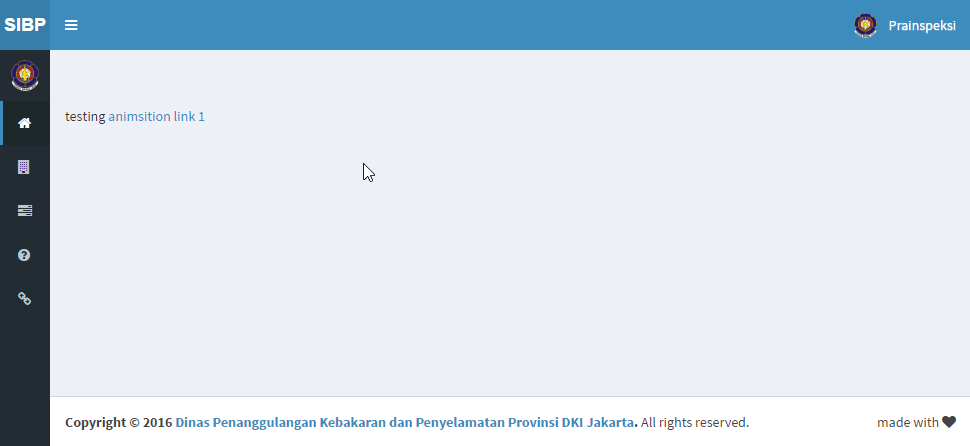 SIBP
Prainspeksi
testing animsition link 1
Copyright © 2016 Dinas Penanggulangan Kebakaran dan Penyelamatan Provinsi DKI Jakarta. All rights reserved.
made with